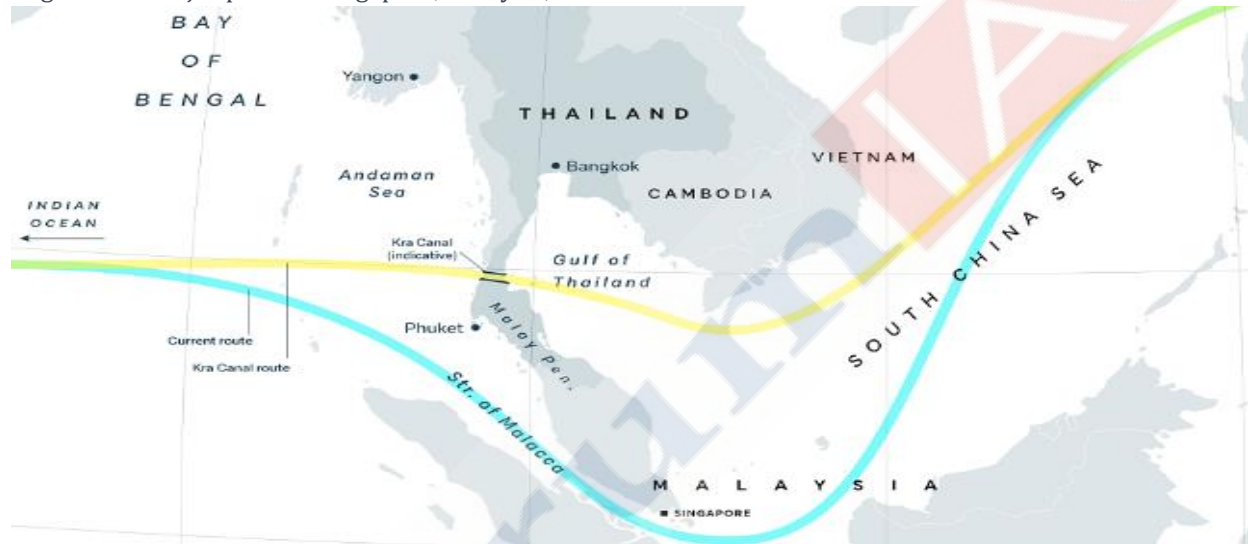 BAY
OF
BENGAL
Yangon
THAILAND
Bangkok
VIETNAM
CAMBODIA
Andaman
Sea
INDIAN
OCEAN
Kra Canal
(indicative)
Gulf of
Thailand
SOUTH CHINA SEA
Phuket
Malay Pen.
Current route
Kra Canal route
Str. of Malacca
MALAYSIA
SINGAPORE